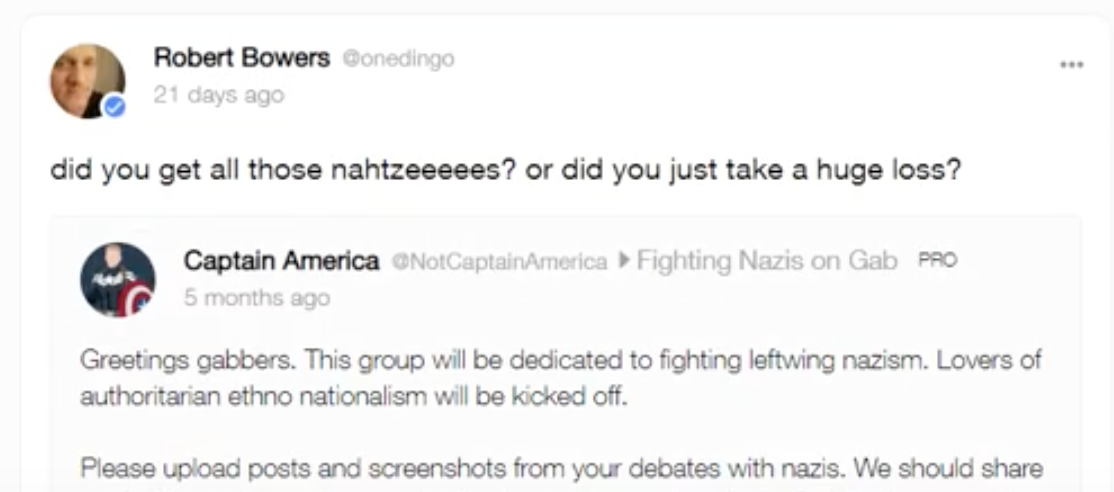 Robert Bowers @onedingo
21 days ago
did you get all those nahtzeeeeees? or did you just take a huge loss?
Captain America @NotCaptainAmerica Fighting Nazis on Gab PRO
5 months ago
Greetings gabbers. This group will be dedicated to fighting leftwing nazism. Lovers of
authoritarian ethno nationalism will be kicked off.
Please upload posts and screenshots from your debates with nazis. We should share